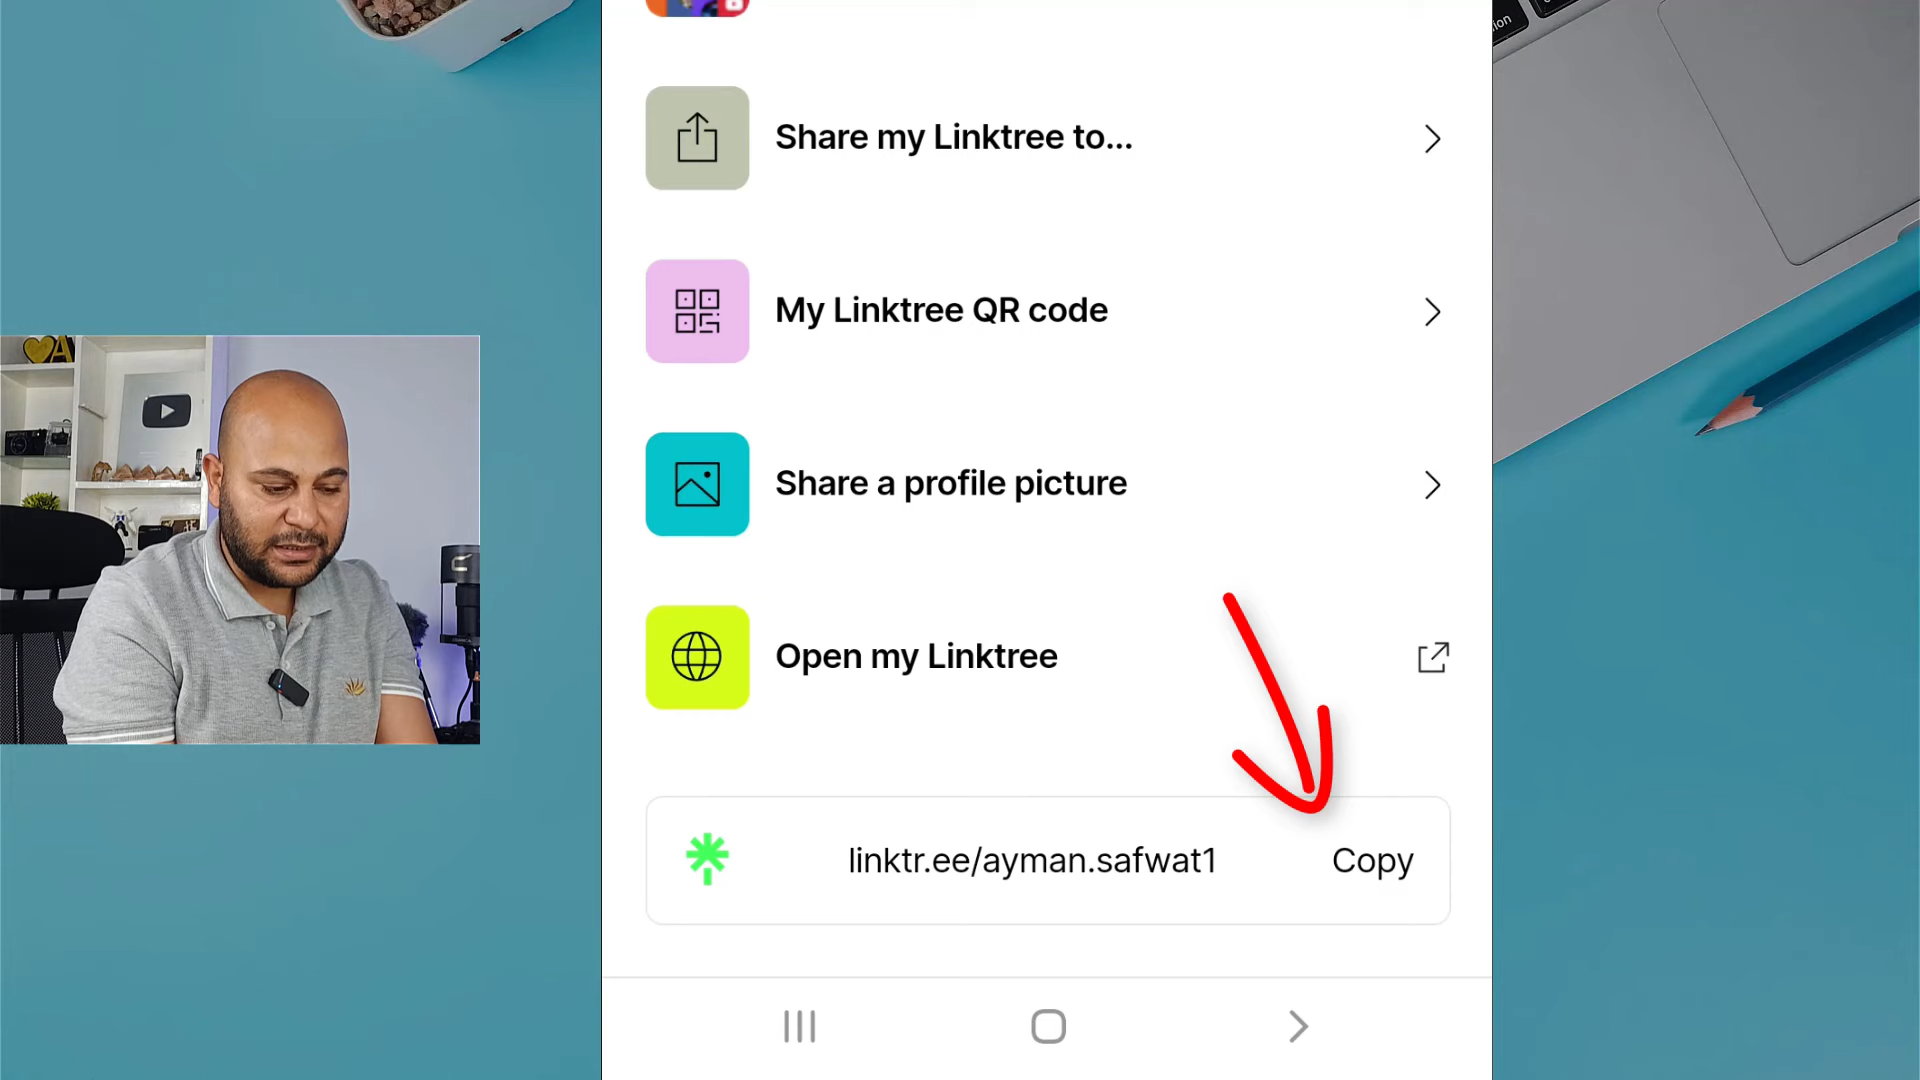 ion
Share my Linktree to...
My Linktree QR code
Share a profile picture
Open my Linktree
linktr.ee/ayman.safwat1
Copy
A